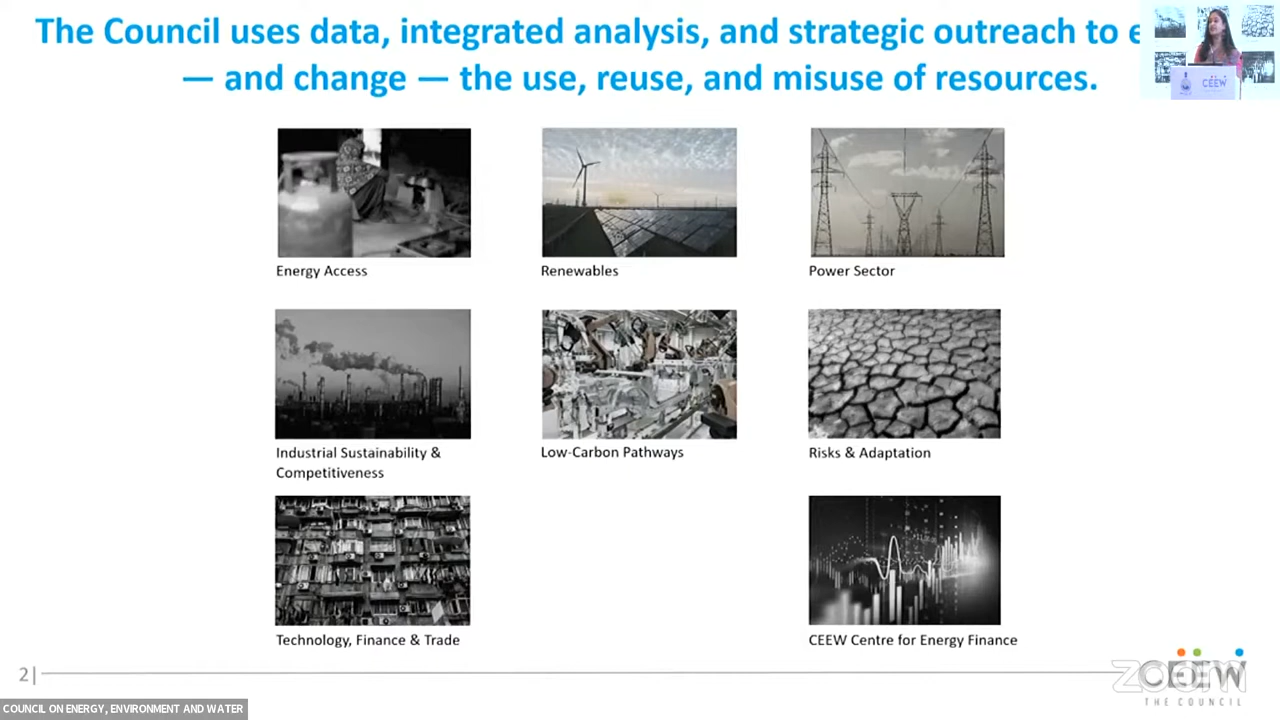 The Council uses data, integrated analysis, and strategic outreach to
— and change — the use, reuse, and misuse of resources.
CEEW
Energy Access
Renewables
Power Sector
Industrial Sustainability &
Competitiveness
Low-Carbon Pathways
Risks & Adaptation
Technology, Finance & Trade
CEEW Centre for Energy Finance
2|
zoom
CEEW
THE COUNCIL
COUNCIL ON ENERGY, ENVIRONMENT AND WATER